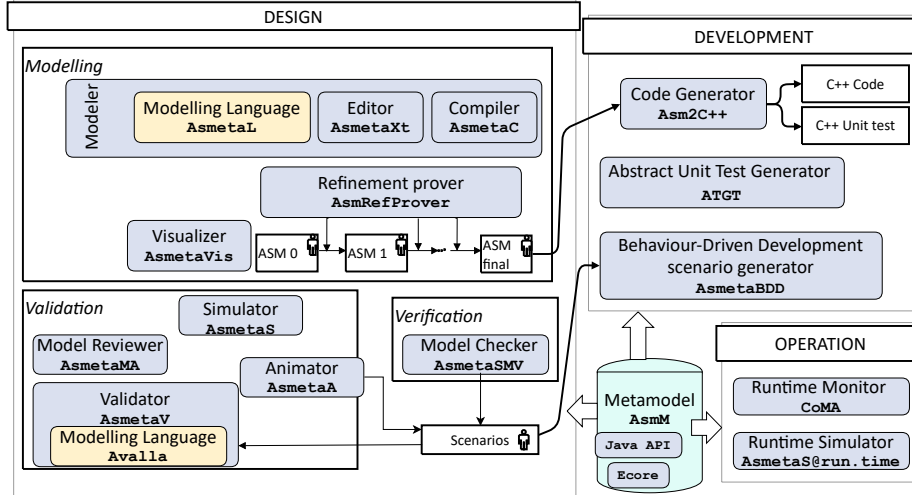 DESIGN
Modelling
Modeler
Modelling Language
AsmetaL
Editor
AsmetaXt
Compiler
AsmetaC
Refinement prover
AsmRefProver
Visualizer
AsmetaVis
ASM 0
ASM 1
...
ASM
final
Validation
Simulator
AsmetaS
Model Reviewer
AsmetaMA
Animator
AsmetaA
Validator
AsmetaV
Modelling Language
Avalla
Verification
Model Checker
AsmetaSMV
Scenarios
DEVELOPMENT
Code Generator
Asm2C++
C++ Code
C++ Unit test
Abstract Unit Test Generator
ATGT
Behaviour-Driven Development
scenario generator
AsmetaBDD
Metamodel
AsmM
Java API
Ecore
OPERATION
Runtime Monitor
CoMA
Runtime Simulator
AsmetaS@run.time